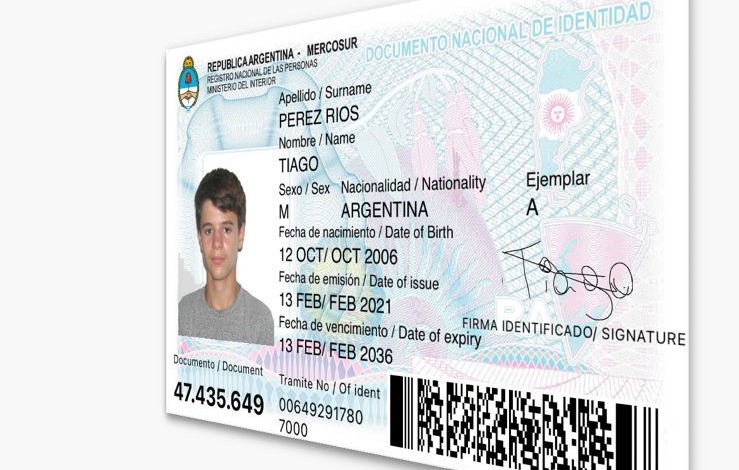 REPUBLICA ARGENTINA - MERCOSUR
REGISTRO NACIONAL DE LAS PERSONAS
MINISTERIO DEL INTERIOR
DOCUMENTO NACIONAL DE IDENTIDAD
Apellido / Surname
PEREZ RIOS
Nombre / Name
TIAGO
Sexo / Sex Nacionalidad / Nationality
M ARGENTINA
Ejemplar
A
Fecha de nacimiento / Date of Birth
12 OCT/ OCT 2006
Fecha de emisión / Date of issue
13 FEB/ FEB 2021
Fecha de vencimiento / Date of expiry
13 FEB/ FEB 2036
Tiago
FIRMA IDENTIFICADO/ SIGNATURE
Documento / Document
47.435.649
Tramite No / Of ident
00649291780
7000